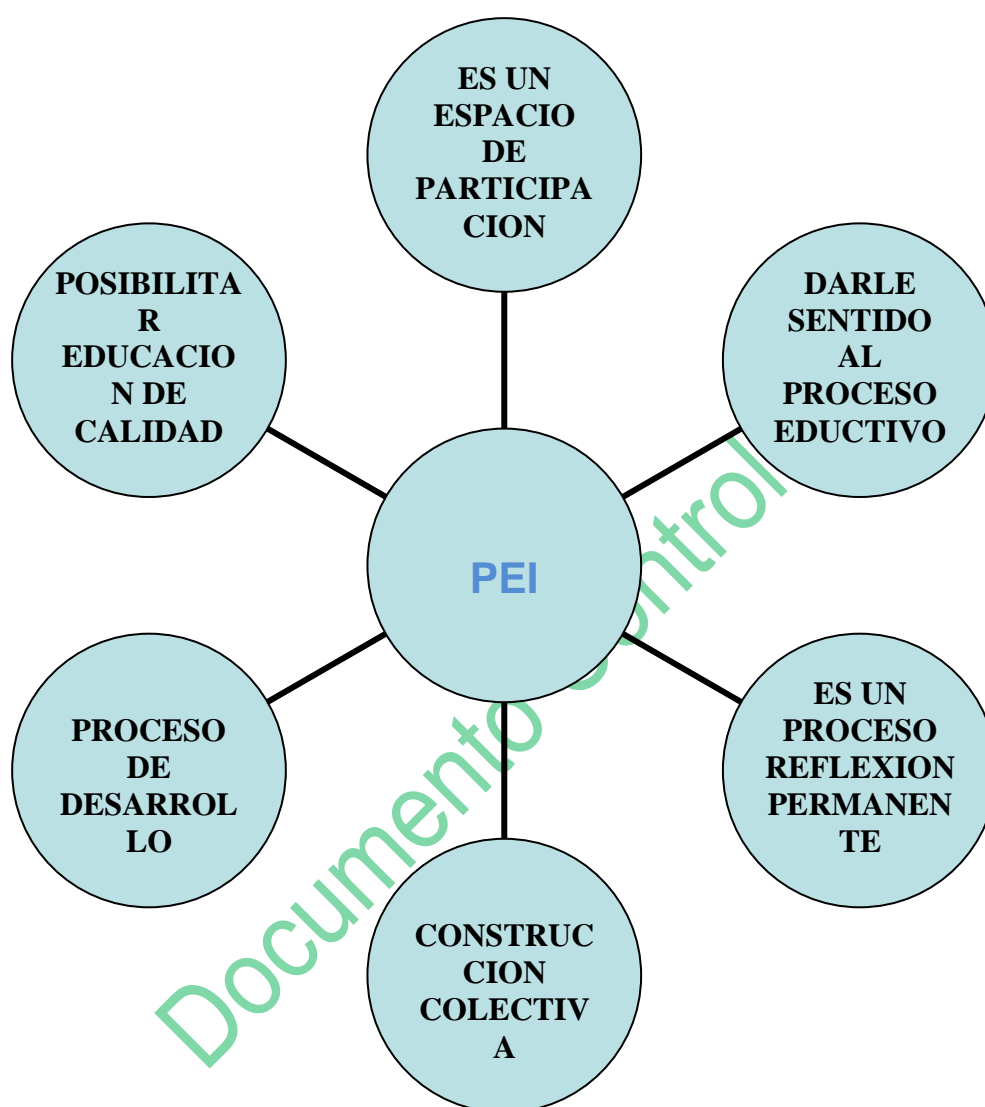 ES UN
ESPACIO
DE
PARTICIPA
CION
DARLE
SENTIDO
AL
PROCESO
EDUCTIVO
ES UN
PROCESO
REFLEXION
PERMANEN
TE
CONSTRUC
CION
COLECTIV
A
PROCESO
DE
DESARROL
LO
POSIBILITA
R
EDUCACIO
N DE
CALIDAD
PEI
Documento Control